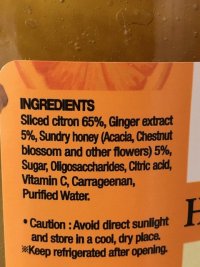 INGREDIENTS
Sliced citron 65%, Ginger extract
5%, Sundry honey (Acacia, Chestnut
blossom and other flowers) 5%,
Sugar, Oligosaccharides, Citric acid,
Vitamin C, Carrageenan,
Purified Water.
* Caution : Avoid direct sunlight
and store in a cool, dry place.
※Keep refrigerated after opening.
H